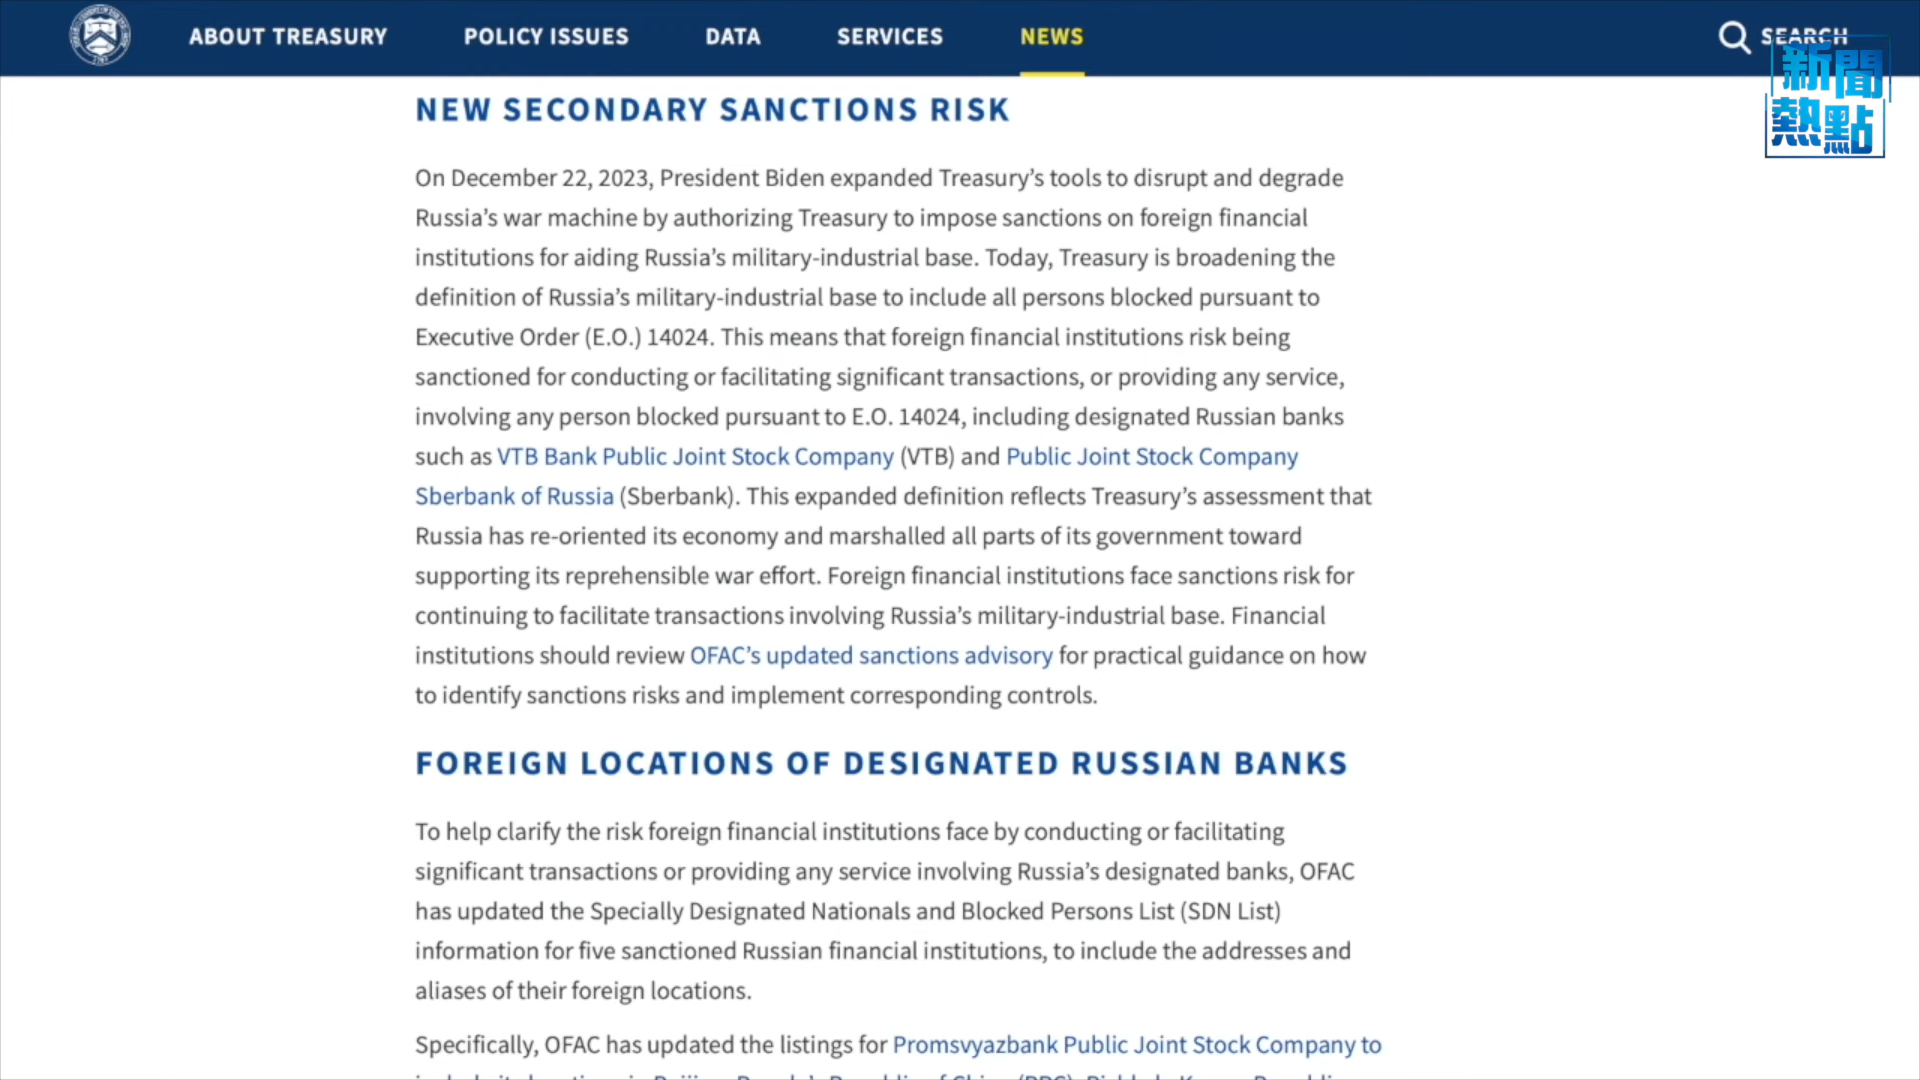 ABOUT TREASURY POLICY ISSUES DATA SERVICES NEWS SEARCH
新聞
熱點
NEW SECONDARY SANCTIONS RISK
On December 22, 2023, President Biden expanded Treasury’s tools to disrupt and degrade
Russia’s war machine by authorizing Treasury to impose sanctions on foreign financial
institutions for aiding Russia’s military-industrial base. Today, Treasury is broadening the
definition of Russia’s military-industrial base to include all persons blocked pursuant to
Executive Order (E.O.) 14024. This means that foreign financial institutions risk being
sanctioned for conducting or facilitating significant transactions, or providing any service,
involving any person blocked pursuant to E.O. 14024, including designated Russian banks
such as VTB Bank Public Joint Stock Company (VTB) and Public Joint Stock Company
Sberbank of Russia (Sberbank). This expanded definition reflects Treasury’s assessment that
Russia has re-oriented its economy and marshalled all parts of its government toward
supporting its reprehensible war effort. Foreign financial institutions face sanctions risk for
continuing to facilitate transactions involving Russia’s military-industrial base. Financial
institutions should review OFAC’s updated sanctions advisory for practical guidance on how
to identify sanctions risks and implement corresponding controls.
FOREIGN LOCATIONS OF DESIGNATED RUSSIAN BANKS
To help clarify the risk foreign financial institutions face by conducting or facilitating
significant transactions or providing any service involving Russia’s designated banks, OFAC
has updated the Specially Designated Nationals and Blocked Persons List (SDN List)
information for five sanctioned Russian financial institutions, to include the addresses and
aliases of their foreign locations.
Specifically, OFAC has updated the listings for Promsvyazbank Public Joint Stock Company to